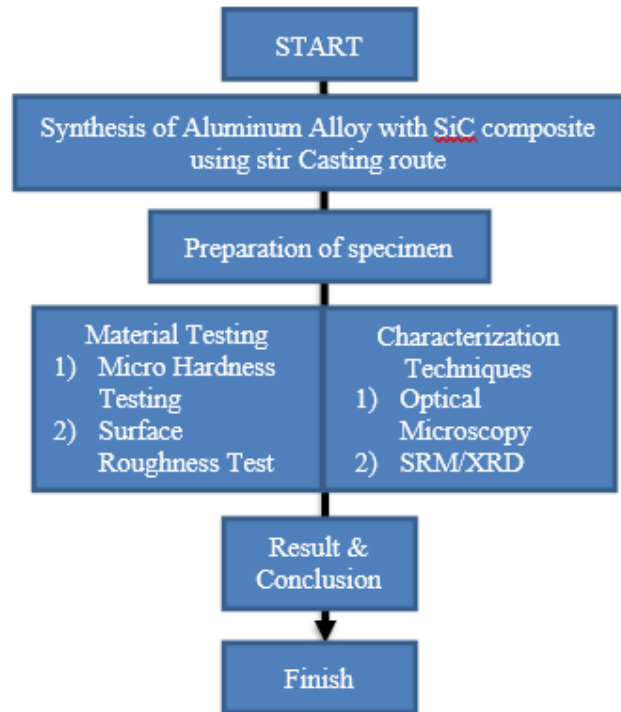 START
Synthesis of Aluminum Alloy with SiC composite
using stir Casting route
Preparation of specimen
Material Testing
1) Micro Hardness
Testing
2) Surface
Roughness Test
Characterization
Techniques
1) Optical
Microscopy
2) SRM/XRD
Result &
Conclusion
Finish